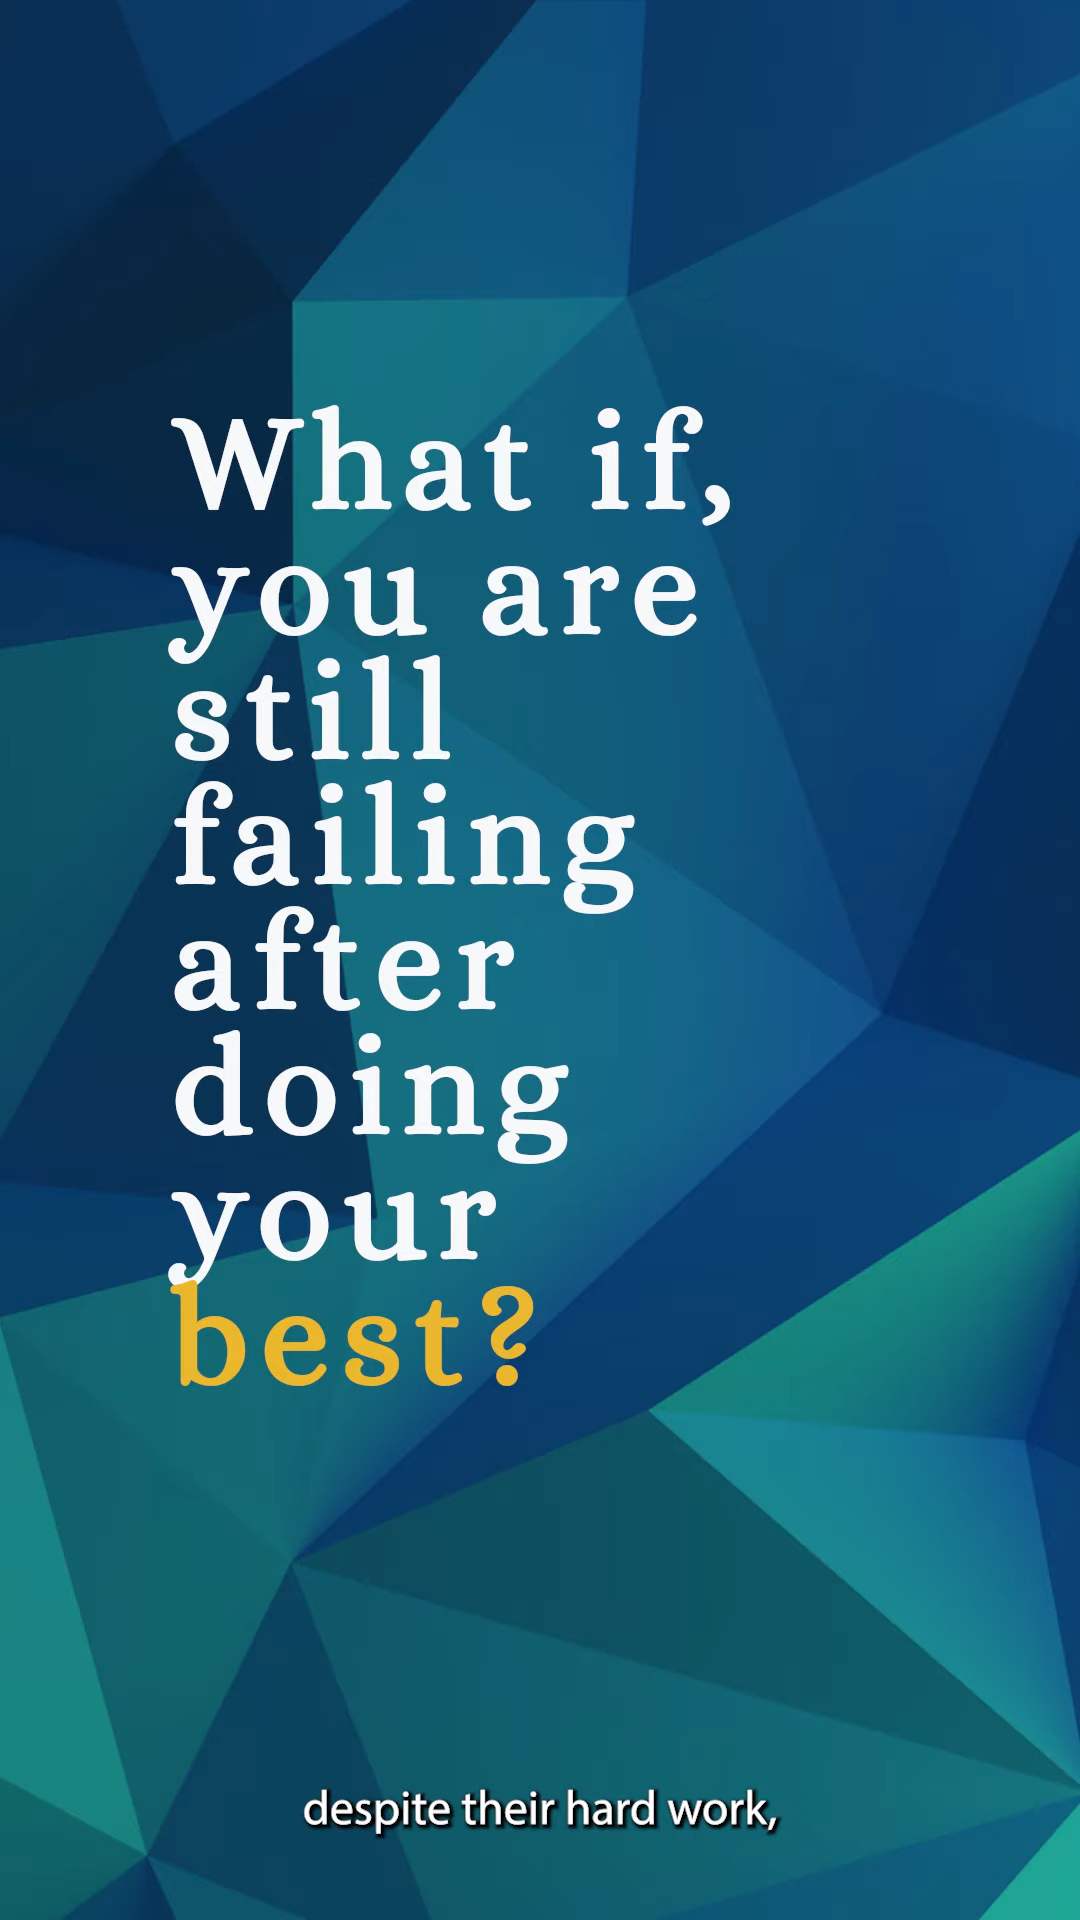 What if,
you are
still
failing
after
doing
your
best?
despite their hard work,